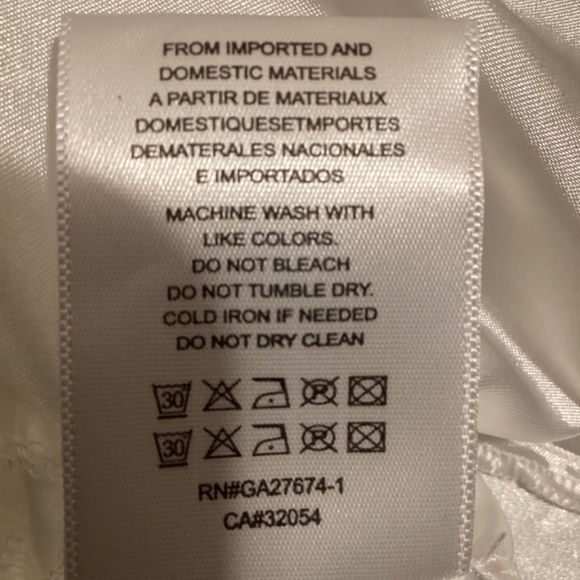 FROM IMPORTED AND
DOMESTIC MATERIALS
A PARTIR DE MATERIAUX
DOMESTIQUESETMPORTES
DEMATERALES NACIONALES
E IMPORTADOS
MACHINE WASH WITH
LIKE COLORS.
DO NOT BLEACH
DO NOT TUMBLE DRY.
COLD IRON IF NEEDED
DO NOT DRY CLEAN
30 P
30 P
RN#GA27674-1
CA#32054